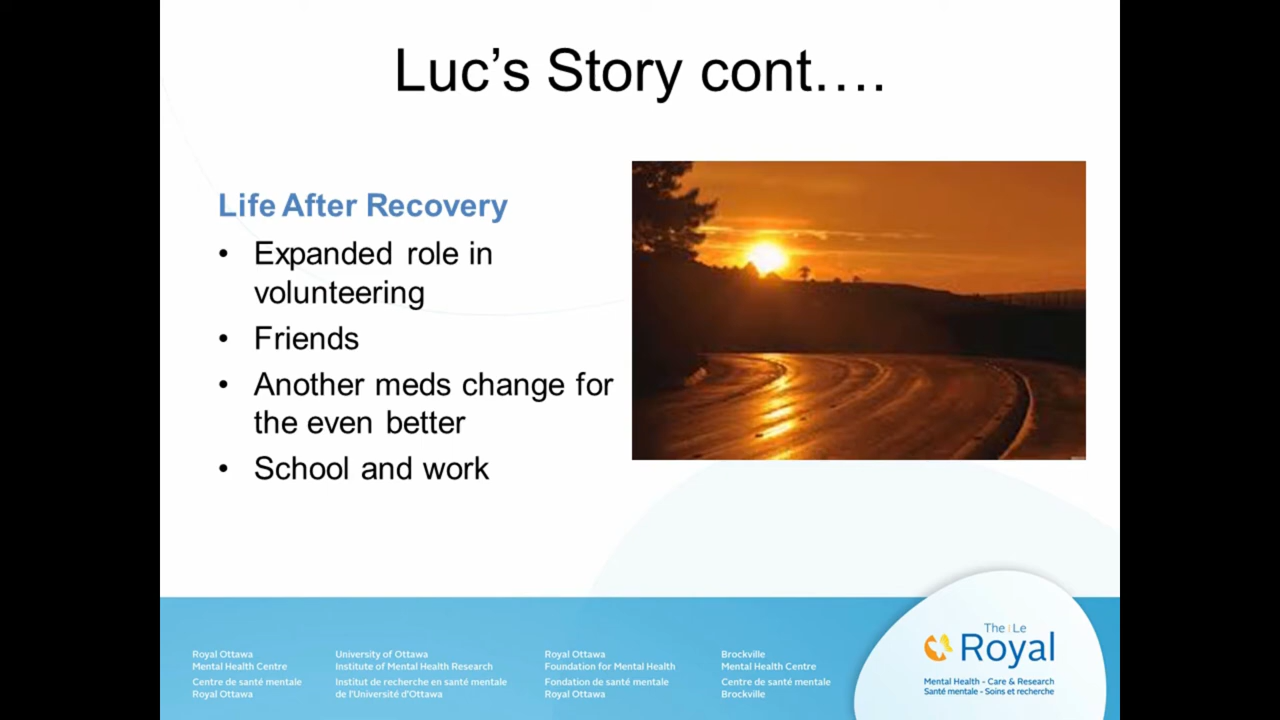 Luc’s Story cont….
Life After Recovery
• Expanded role in
volunteering
• Friends
• Another meds change for
the even better
• School and work
Royal Ottawa
Mental Health Centre
Centre de santé mentale
Royal Ottawa
University of Ottawa
Institute of Mental Health Research
Institut de recherche en santé mentale
de l'Université d'Ottawa
Royal Ottawa
Foundation for Mental Health
Fondation de santé mentale
Royal Ottawa
Brockville
Mental Health Centre
Centre de santé mentale
Brockville
The | Le
Royal
Mental Health - Care & Research
Santé mentale - Soins et recherche